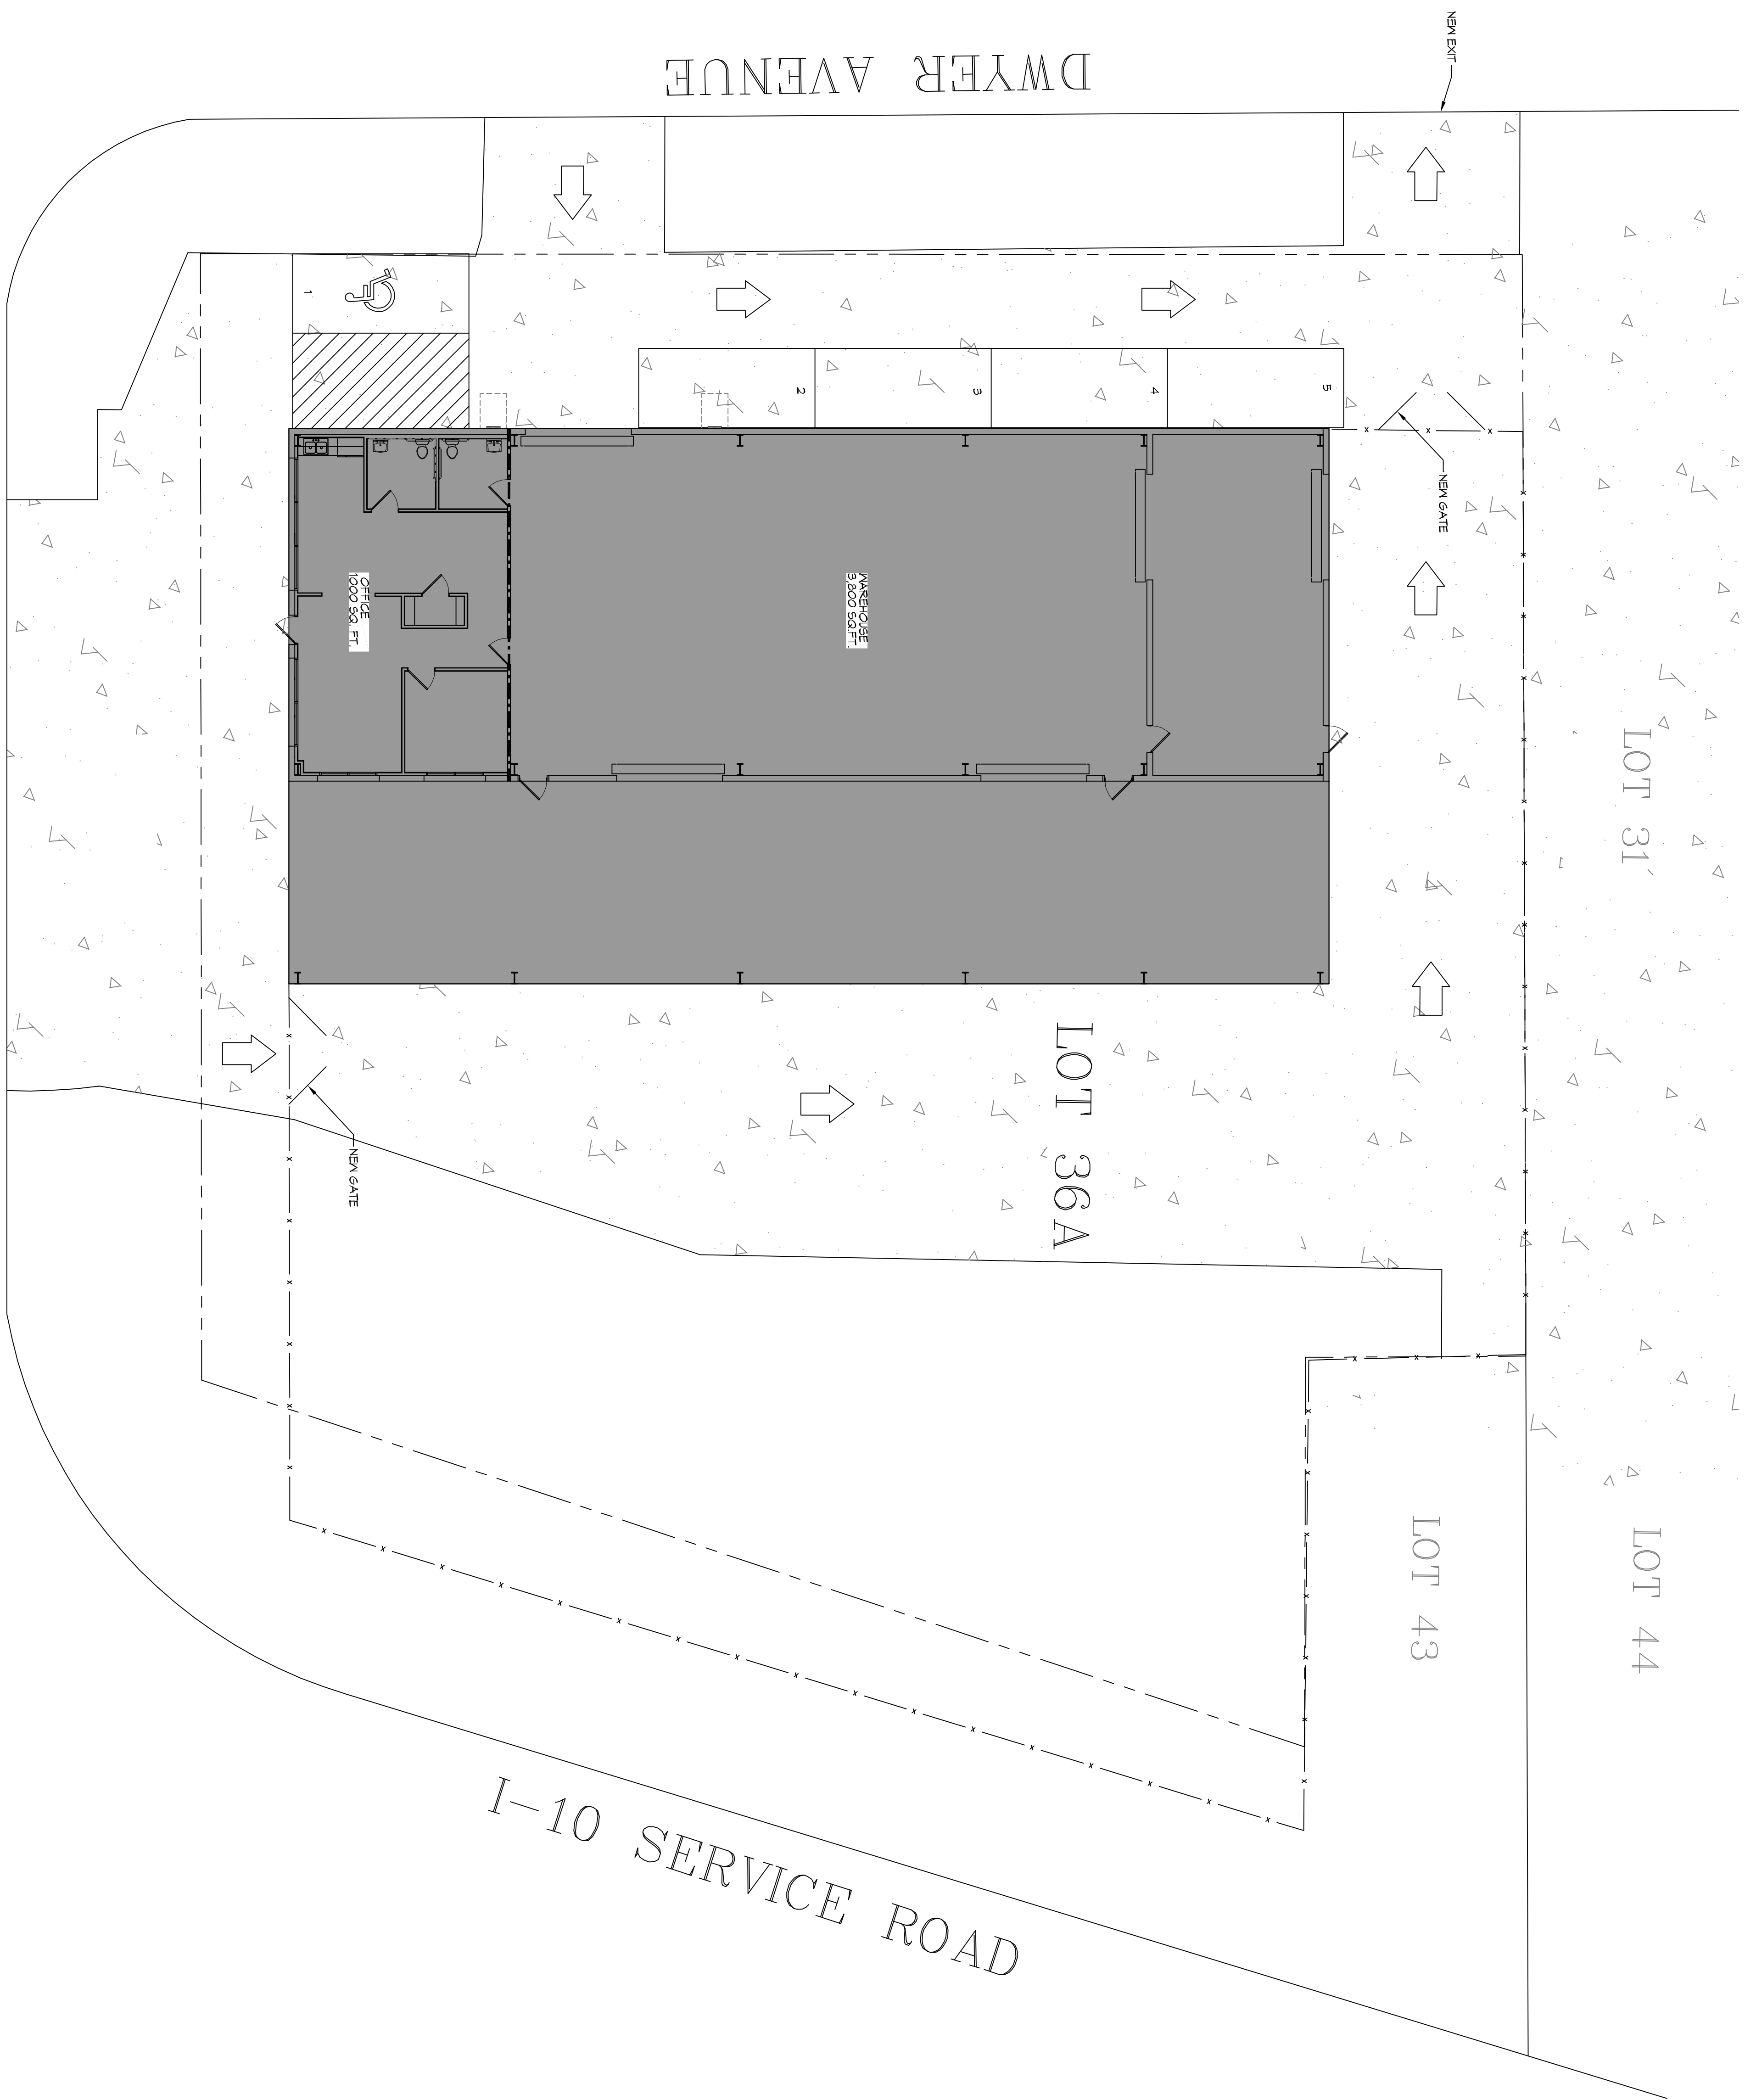 DWYER AVENUE
NEW EXIT
1
2
3
4
5
NEW GATE
OFFICE
1000 SQ. FT.
WAREHOUSE
3,800 SQ.FT.
LOT 31
LOT 36A
NEW GATE
LOT 43
LOT 44
I-10 SERVICE ROAD